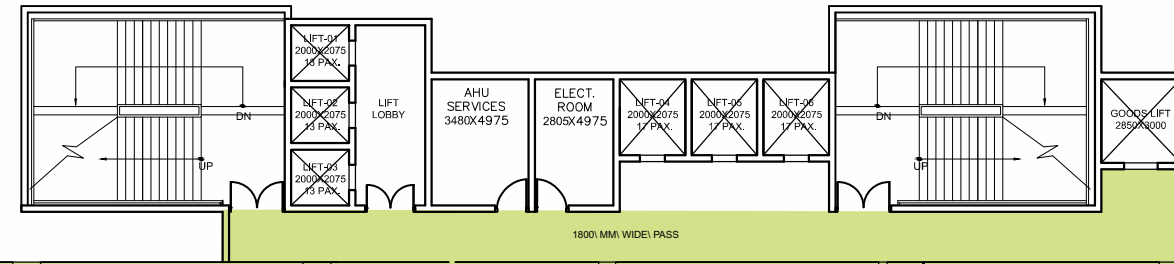 LIFT-01
2000X2075
13 PAX.
LIFT-02
2000X2075
13 PAX.
LIFT-03
2000X2075
13 PAX.
LIFT
LOBBY
AHU
SERVICES
3480X4975
ELECT.
ROOM
2805X4975
LIFT-04
2000X2075
17 PAX.
LIFT-05
2000X2075
17 PAX.
LIFT-06
2000X2075
17 PAX.
GOODS LIFT
2850X3000
DN
UP
DN
UP
1800\ MM\ WIDE\ PASS